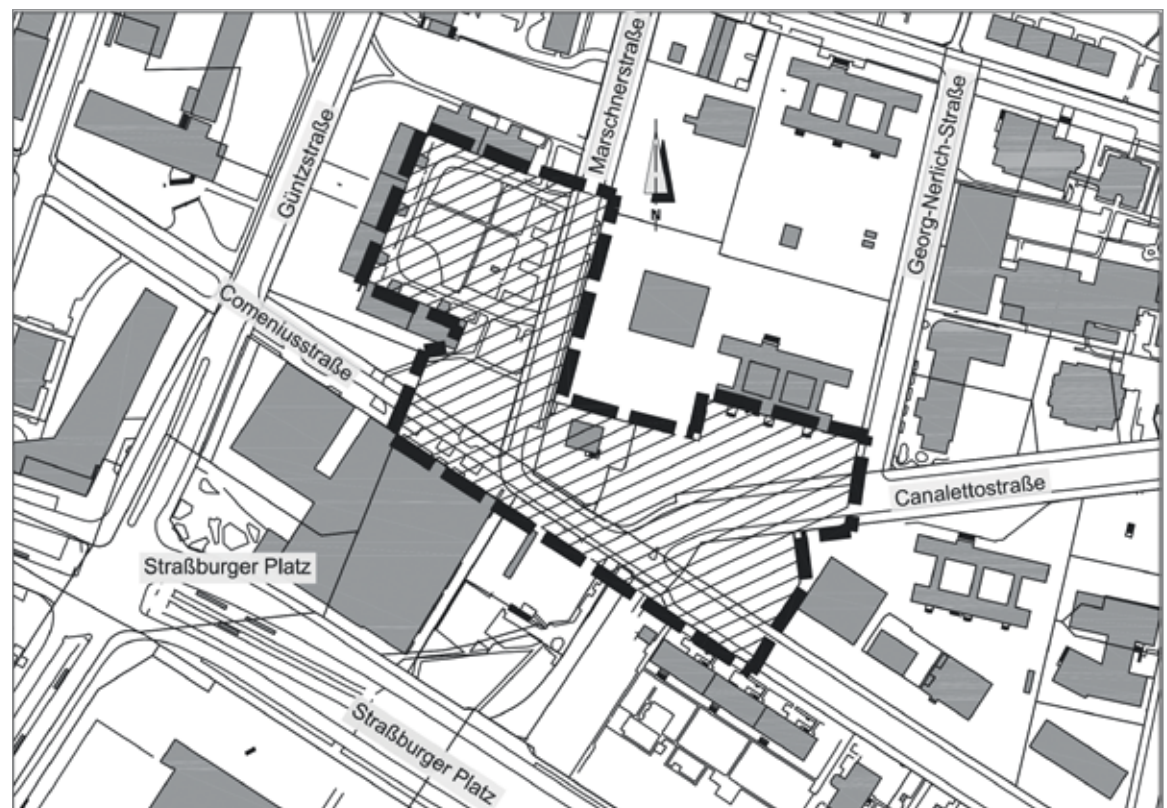 Marschnerstraße
Georg-Nerlich-Straße
Güntzstraße
N
Comeniusstraße
Canalettostraße
Straßburger Platz
Straßburger Platz